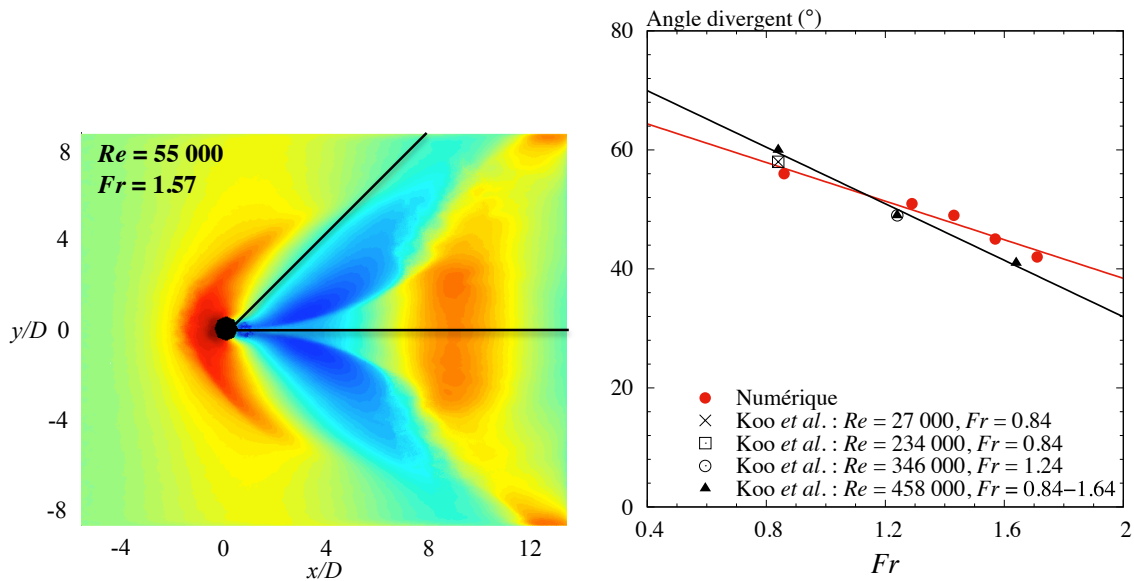 Re = 55 000
Fr = 1.57
8
4
y/D 0
-4
-8
-4 0 4 8 12
x/D
Angle divergent (°)
80
60
40
20
0
Numérique
Koo et al. : Re = 27 000, Fr = 0.84
Koo et al. : Re = 234 000, Fr = 0.84
Koo et al. : Re = 346 000, Fr = 1.24
Koo et al. : Re = 458 000, Fr = 0.84−1.64
0.4 0.8 1.2 1.6 2
Fr